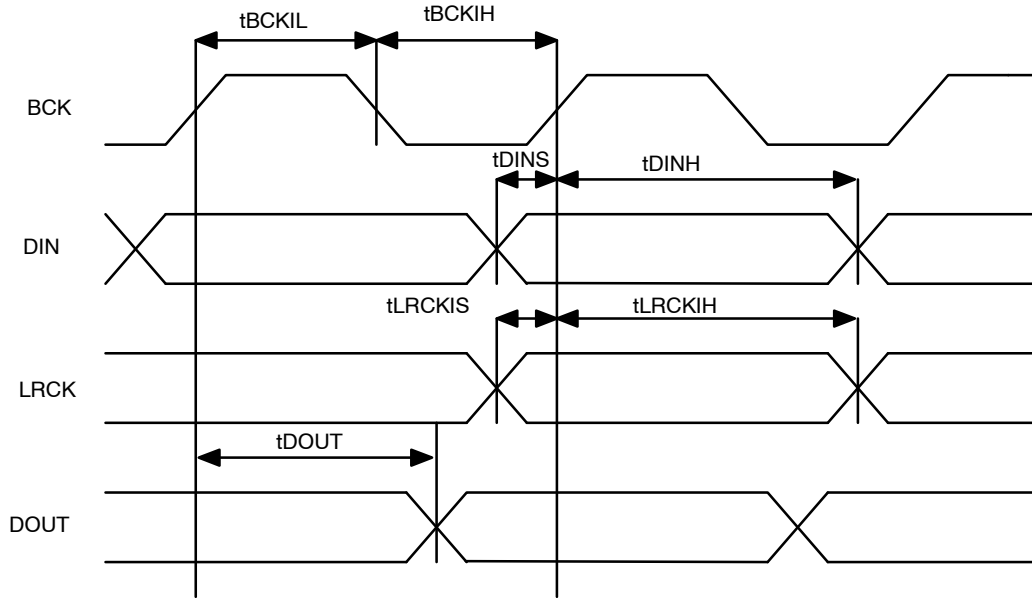 tBCKIL
tBCKIH
BCK
tDINS
tDINH
DIN
tLRCKIS
tLRCKIH
LRCK
tDOUT
DOUT